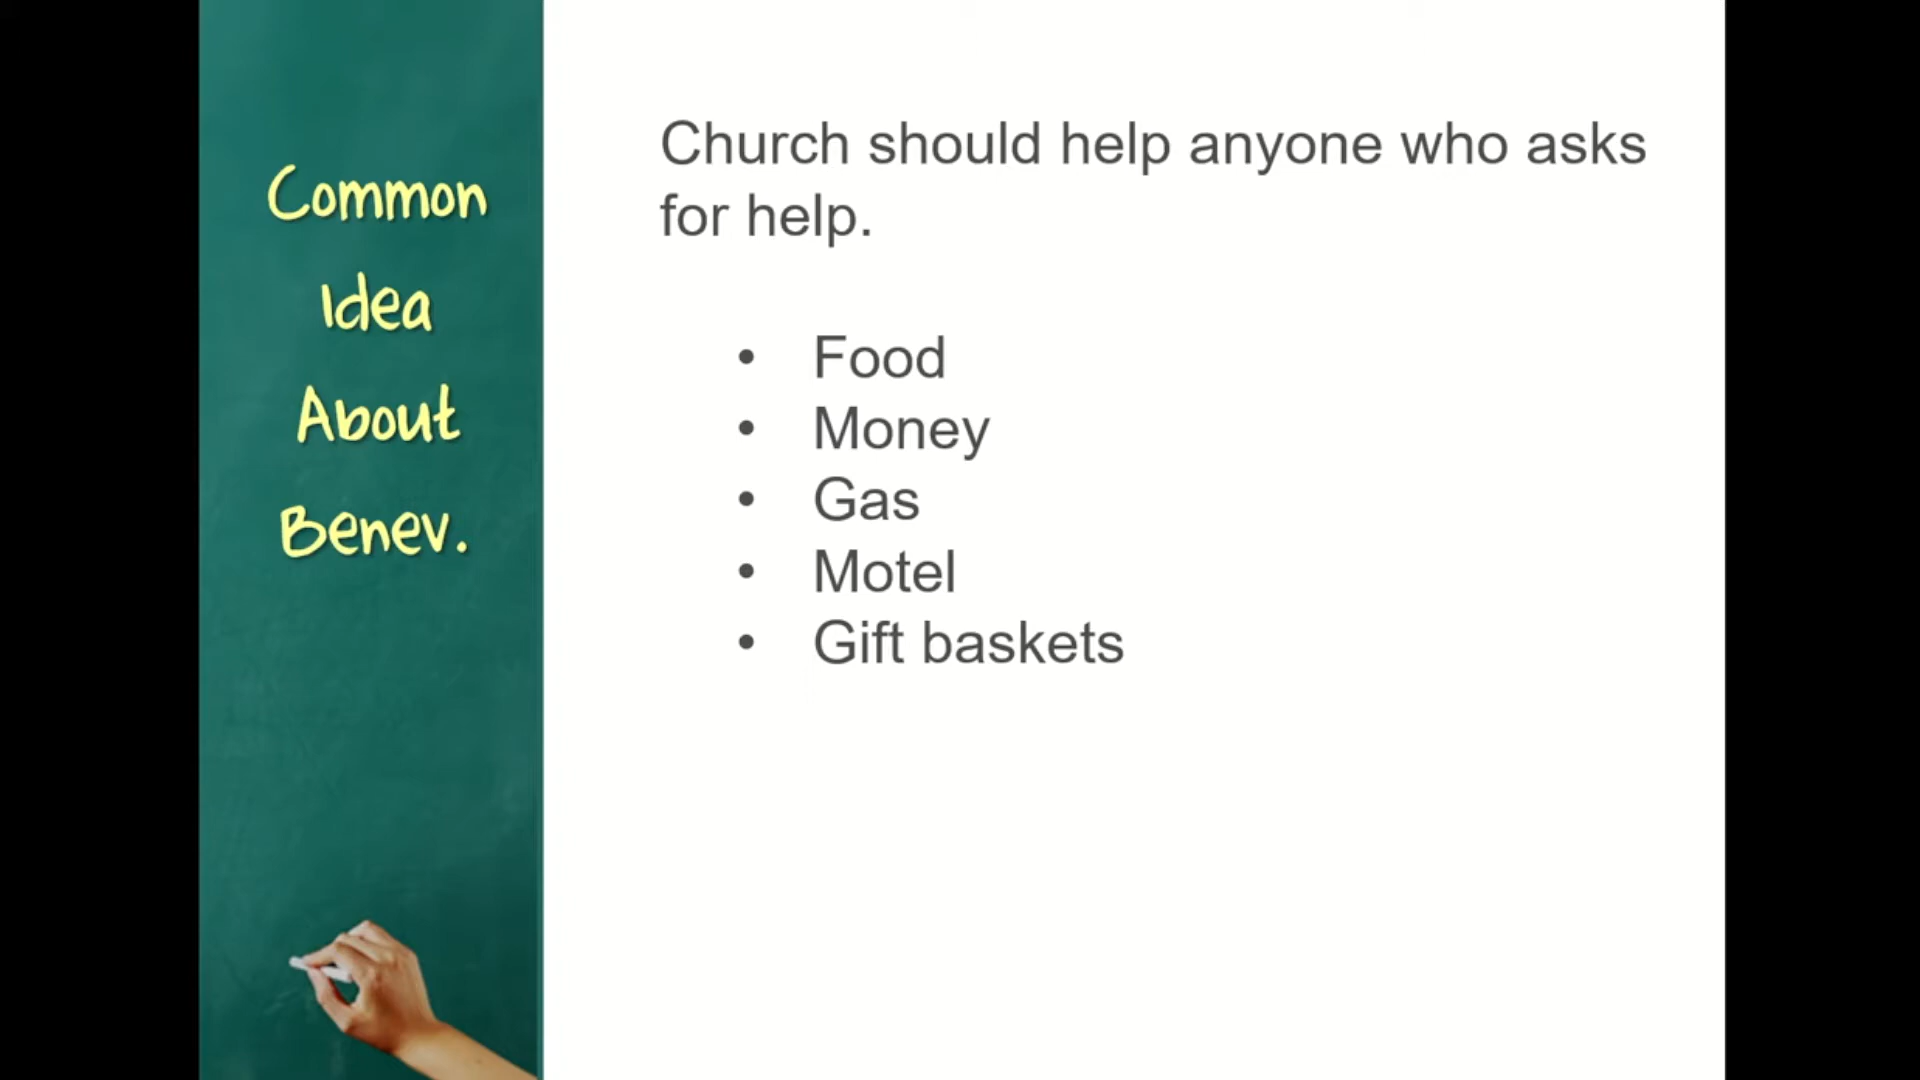 Common
Idea
About
Benev.
Church should help anyone who asks
for help.
• Food
• Money
• Gas
• Motel
• Gift baskets